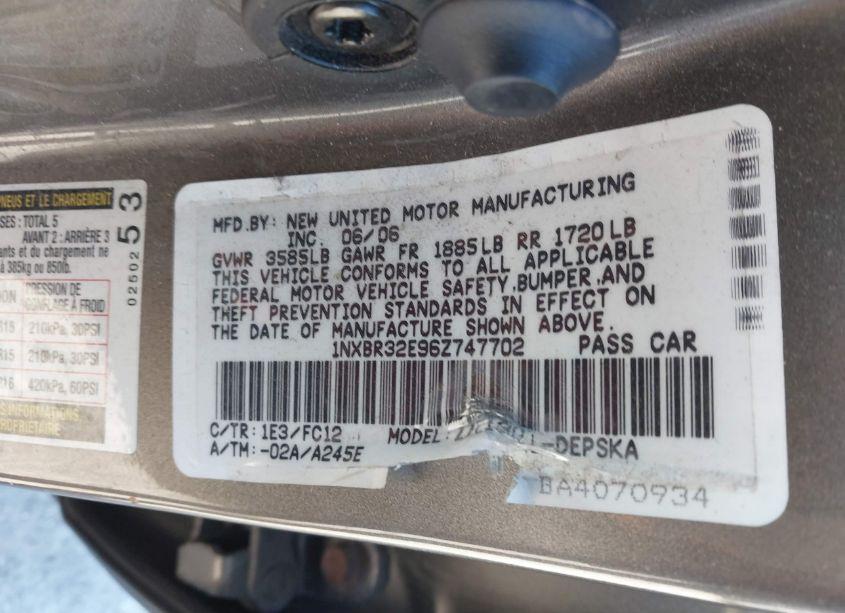 PNEUS ET LE CHARGEMENT
SES : TOTAL 5
AVANT 2 : ARRIÈRE 3
ants et du chargement ne
à 385kg ou 850lb.
PRESSION DE
GONFLAGE À FROID
210kPa, 30PSI
R15 210kPa, 30PSI
420kPa, 60PSI
INFORMATIONS
PROPRIÉTAIRE
0250253
MFD.BY: NEW UNITED MOTOR MANUFACTURING
INC. 06/06
GVWR 3585LB GAWR FR 1885LB RR 1720LB
THIS VEHICLE CONFORMS TO ALL APPLICABLE
FEDERAL MOTOR VEHICLE SAFETY,BUMPER,AND
THEFT PREVENTION STANDARDS IN EFFECT ON
THE DATE OF MANUFACTURE SHOWN ABOVE.
1NXBR32E96Z747702 PASS CAR
C/TR: 1E3/FC12 MODEL: -DEPSKA
A/TM:-02A/A245E
BA4070934